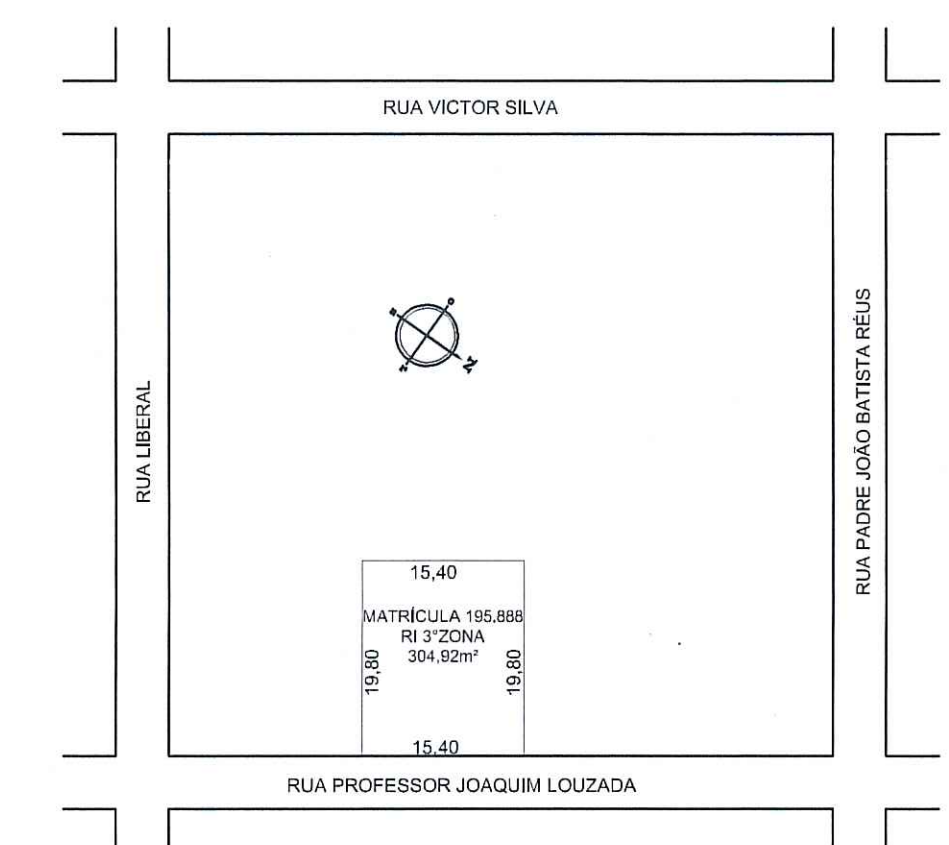 RUA VICTOR SILVA
RUA LIBERAL
RUA PADRE JOÃO BATISTA RÉUS
N
15,40
MATRÍCULA 195.888
RI 3°ZONA
304,92m²
19,80
19,80
15,40
RUA PROFESSOR JOAQUIM LOUZADA